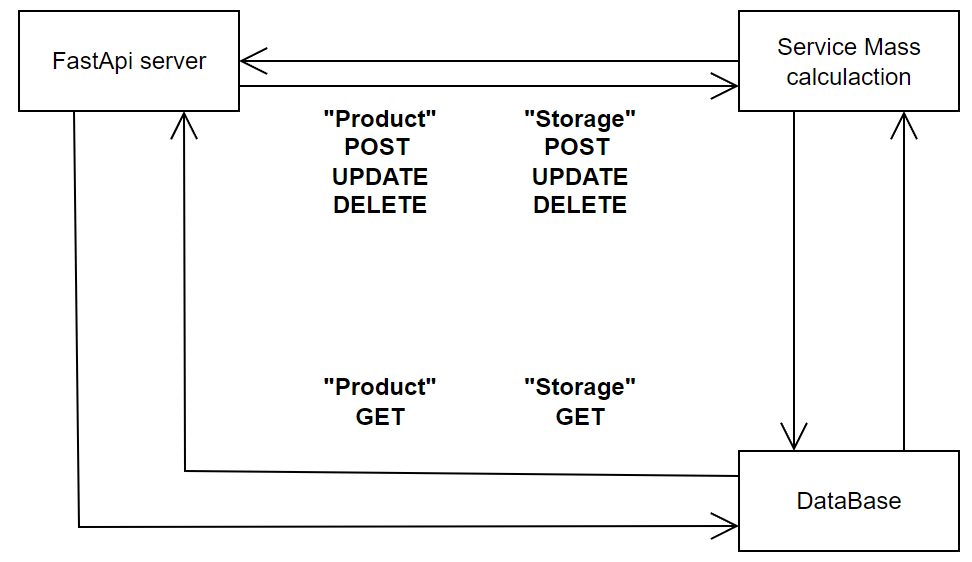 FastApi server
Service Mass
calculaction
"Product"
POST
UPDATE
DELETE
"Storage"
POST
UPDATE
DELETE
"Product"
GET
"Storage"
GET
DataBase